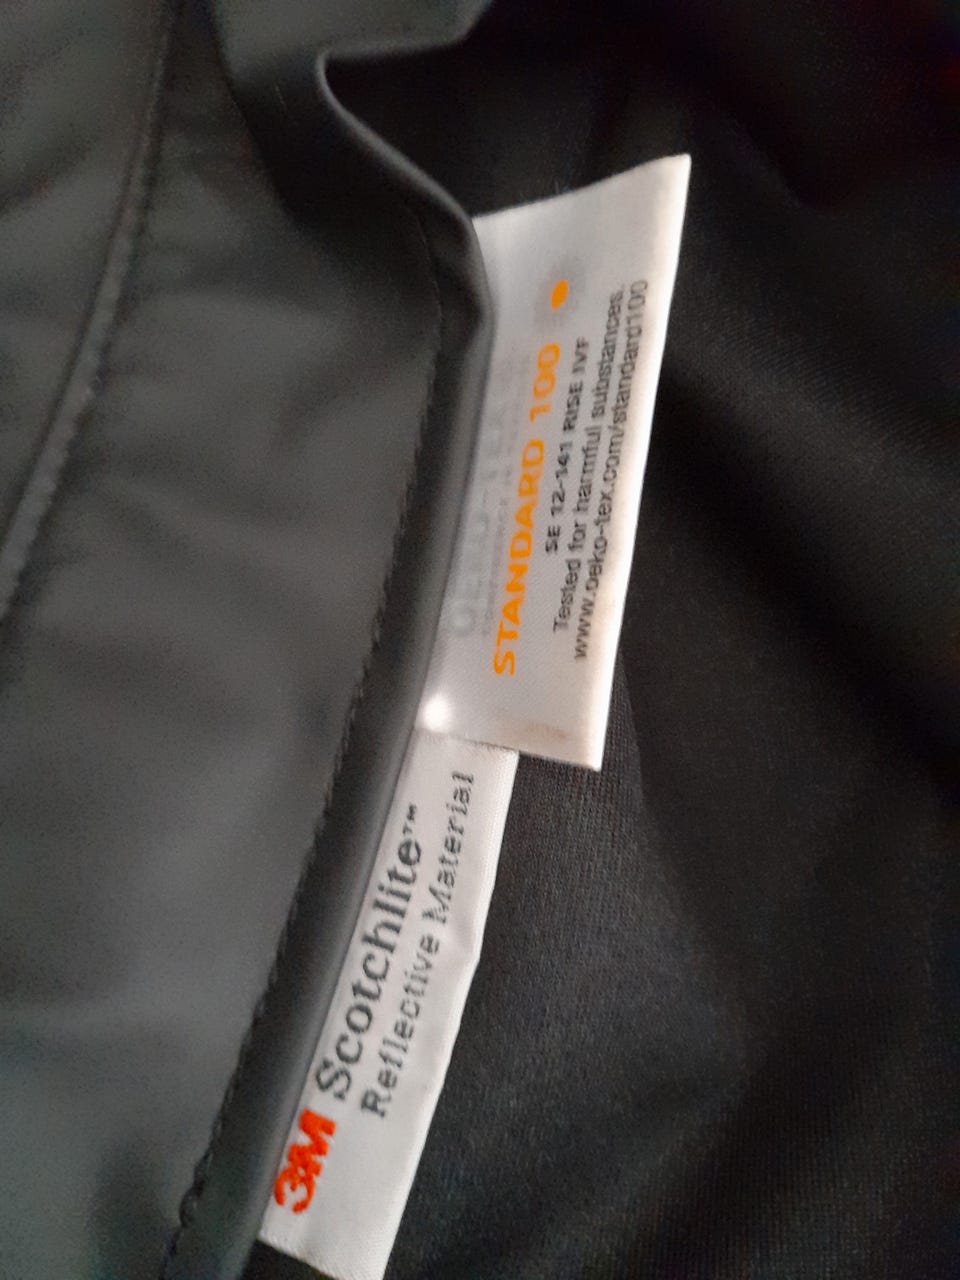 STANDARD 100
SE 12-141 RISE IVF
Tested for harmful substances.
www.oeko-tex.com/standard100
3M Scotchlite™
Reflective Material